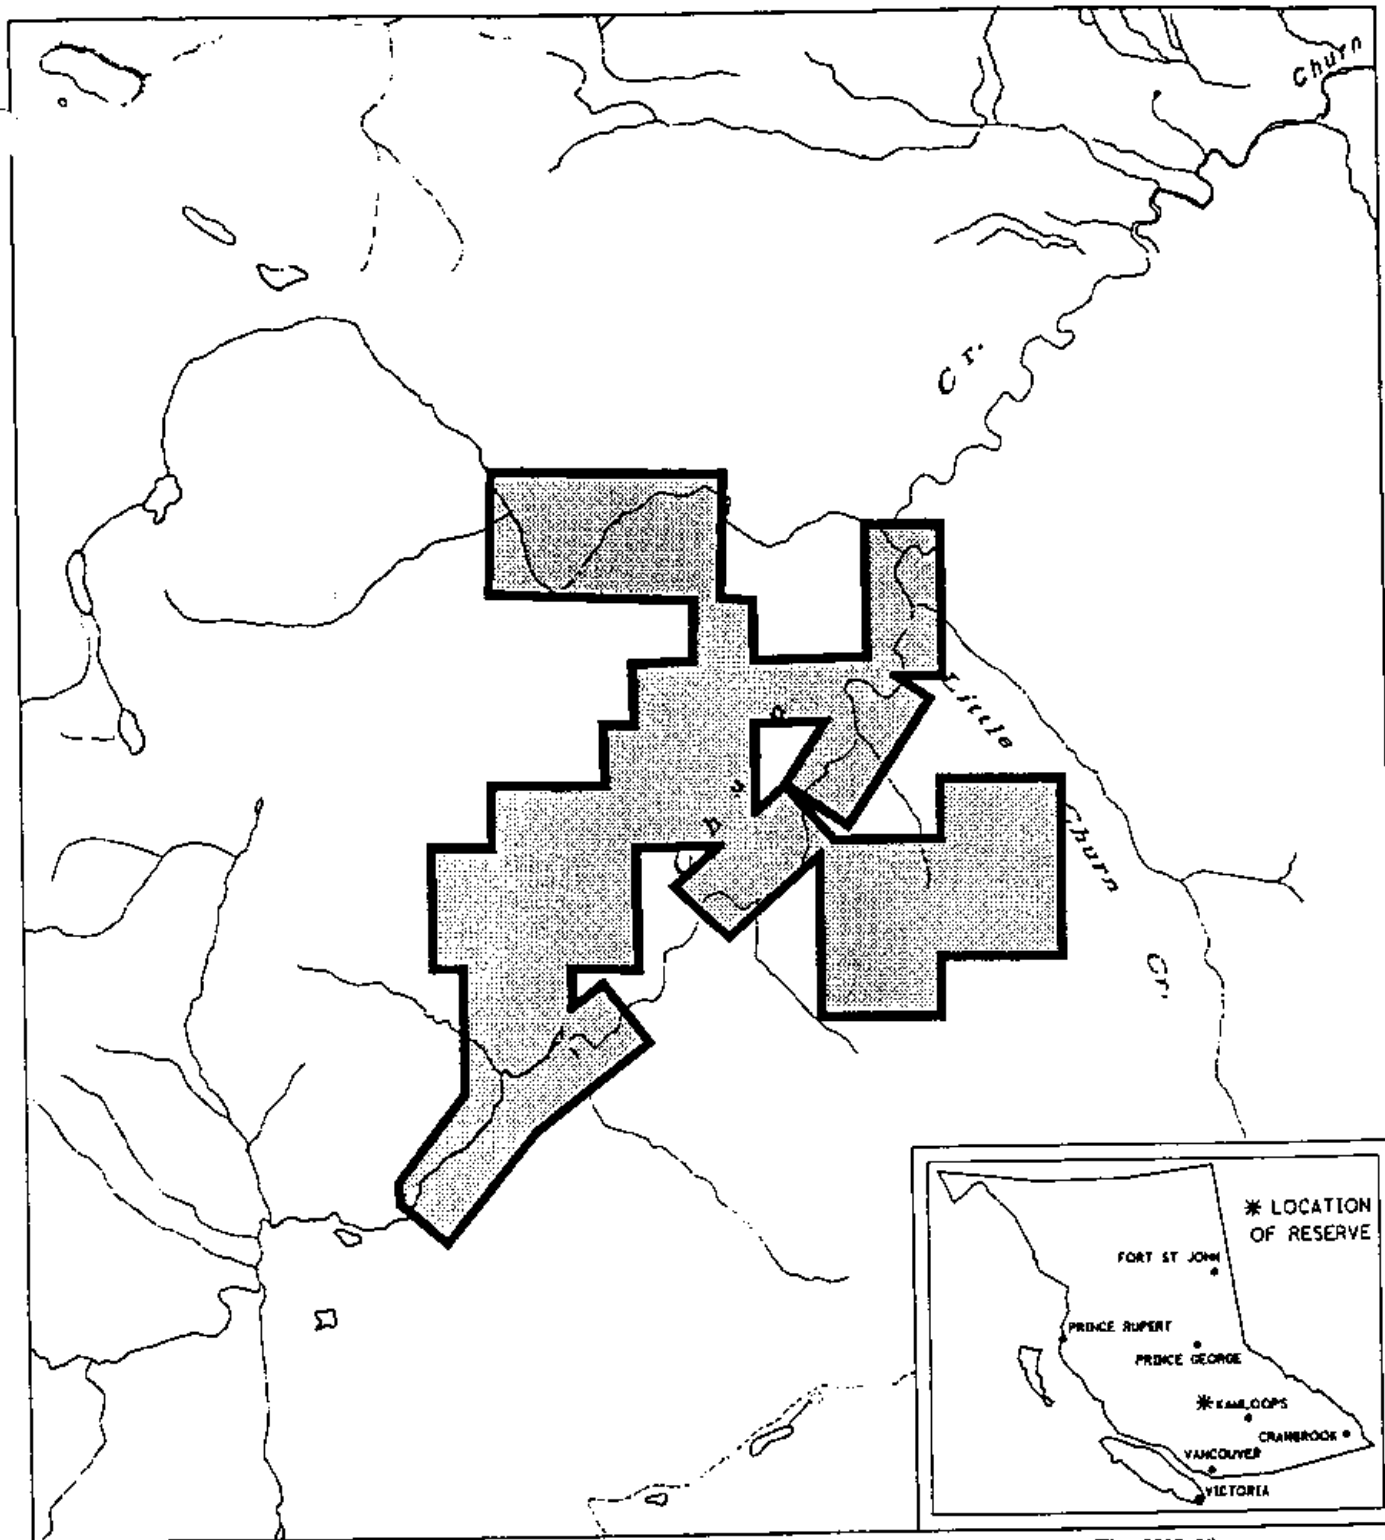 Churn
Cr.
Little
Churn
Cr.
* LOCATION
OF RESERVE
FORT ST JOHN
PRINCE RUPERT
PRINCE GEORGE
* KAMLOOPS
CRANBROOK
VANCOUVER
VICTORIA